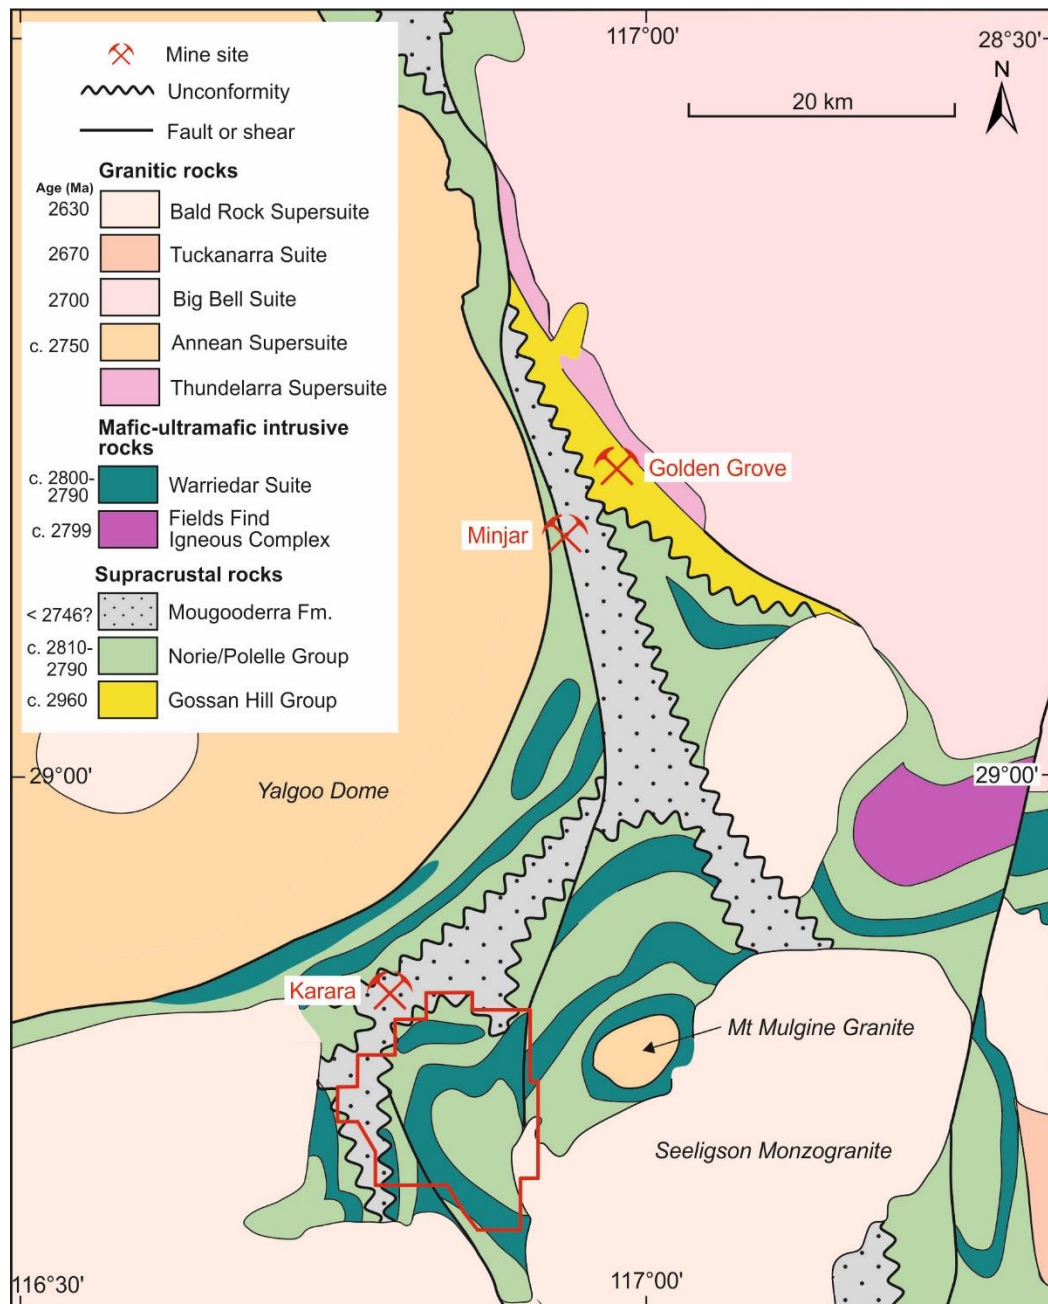 Mine site
Unconformity
Fault or shear
Granitic rocks
Age (Ma)
2630
Bald Rock Supersuite
2670
Tuckanarra Suite
2700
Big Bell Suite
c. 2750
Annean Supersuite
Thundelarra Supersuite
Mafic-ultramafic intrusive
rocks
c. 2800-
2790
Warriedar Suite
c. 2799
Fields Find
Igneous Complex
Supracrustal rocks
< 2746?
Mougooderra Fm.
c. 2810-
2790
Norie/Polelle Group
c. 2960
Gossan Hill Group
117°00'
28°30'
N
20 km
Golden Grove
Minjar
29°00'
29°00'
Yalgoo Dome
Karara
Mt Mulgine Granite
Seeligson Monzogranite
116°30'
117°00'